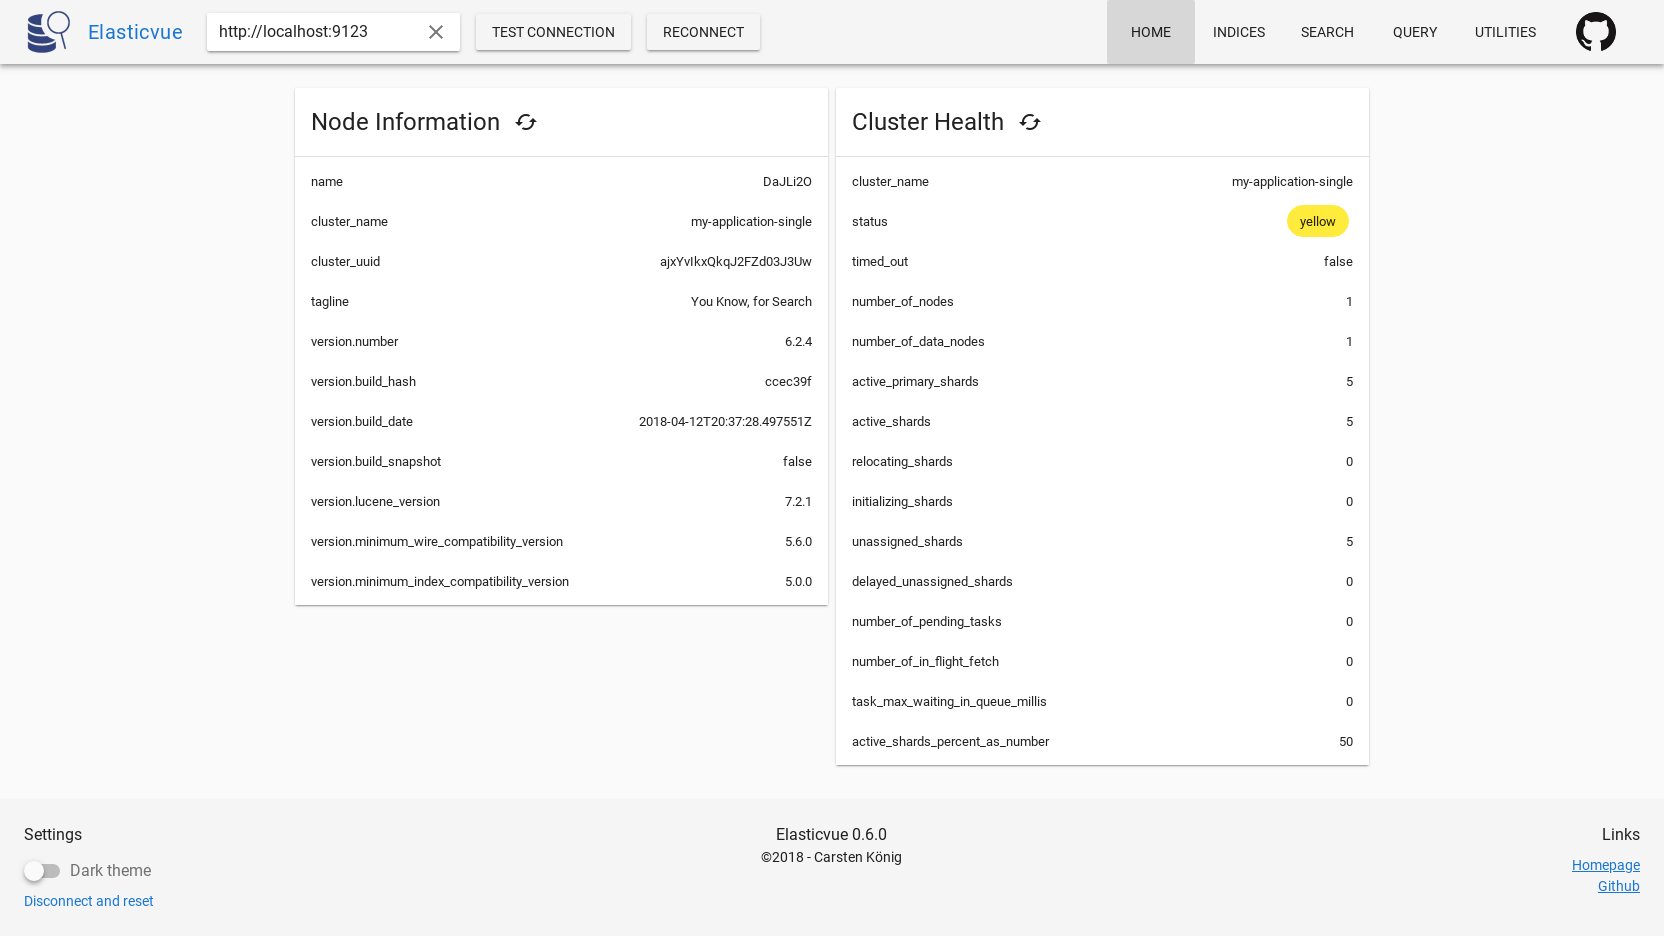 Elasticvue
http://localhost:9123
TEST CONNECTION
RECONNECT
HOME
INDICES
SEARCH
QUERY
UTILITIES
Node Information
name DaJLi2O
cluster_name my-application-single
cluster_uuid ajxYvIkxQkqJ2FZd03J3Uw
tagline You Know, for Search
version.number 6.2.4
version.build_hash ccec39f
version.build_date 2018-04-12T20:37:28.497551Z
version.build_snapshot false
version.lucene_version 7.2.1
version.minimum_wire_compatibility_version 5.6.0
version.minimum_index_compatibility_version 5.0.0
Cluster Health
cluster_name my-application-single
status yellow
timed_out false
number_of_nodes 1
number_of_data_nodes 1
active_primary_shards 5
active_shards 5
relocating_shards 0
initializing_shards 0
unassigned_shards 5
delayed_unassigned_shards 0
number_of_pending_tasks 0
number_of_in_flight_fetch 0
task_max_waiting_in_queue_millis 0
active_shards_percent_as_number 50
Settings
Dark theme
Disconnect and reset
Elasticvue 0.6.0
©2018 - Carsten König
Links
Homepage
Github